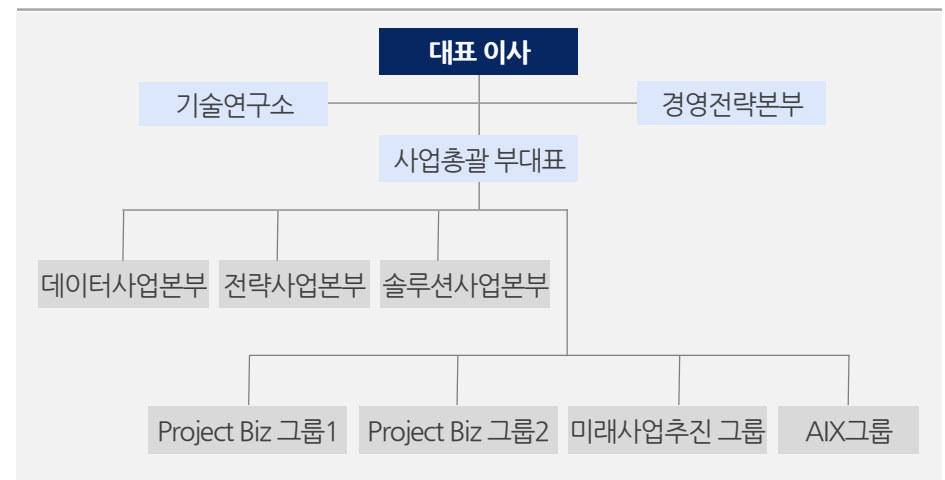 대표 이사
기술연구소
경영전략본부
사업총괄 부대표
데이터사업본부
전략사업본부
솔루션사업본부
Project Biz 그룹1
Project Biz 그룹2
미래사업추진 그룹
AIX그룹